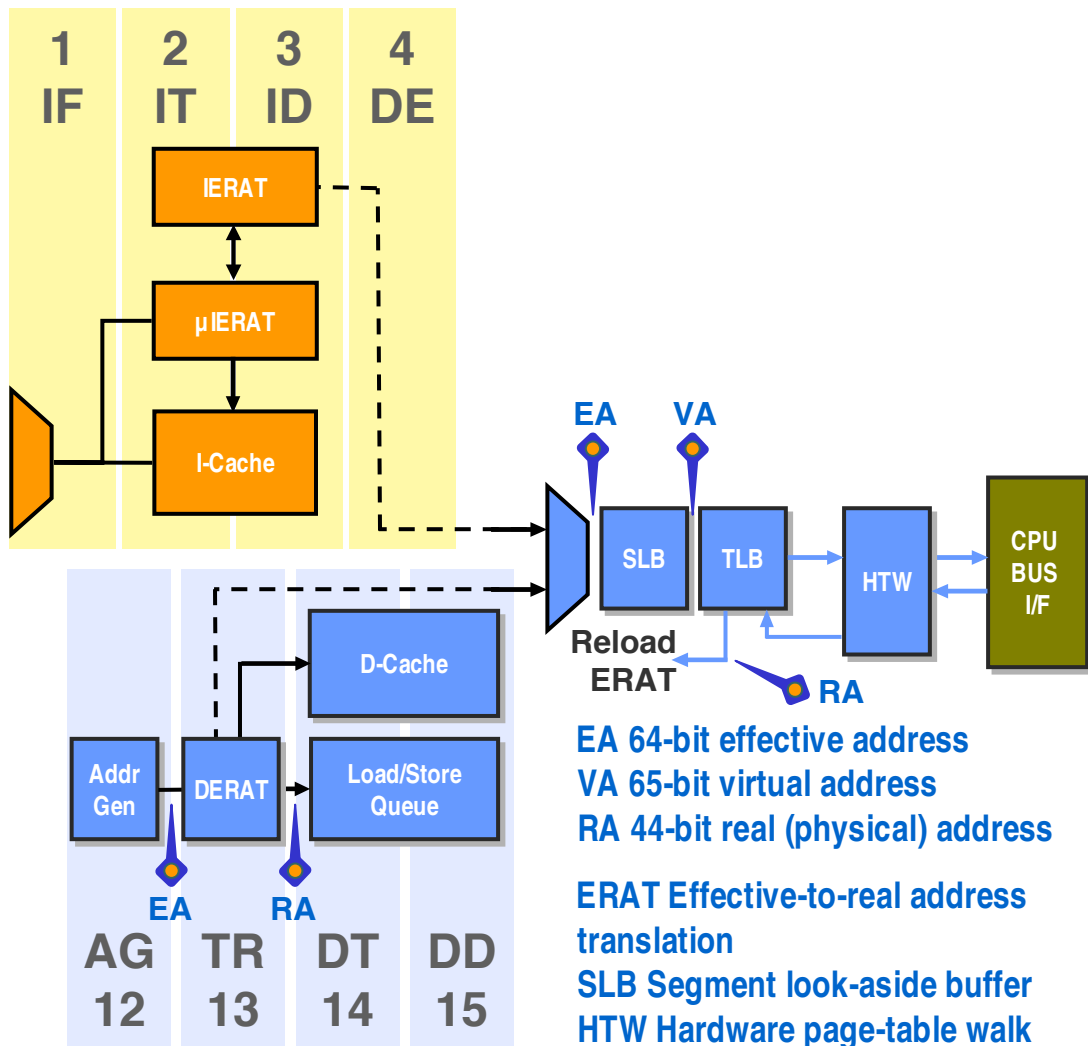 1 2 3 4
IF IT ID DE
IERAT
µIERAT
I-Cache
EA VA
SLB TLB HTW
CPU
BUS
I/F
Reload
ERAT
RA
D-Cache
Addr
Gen
DERAT
Load/Store
Queue
EA RA
AG TR DT DD
12 13 14 15
EA 64-bit effective address
VA 65-bit virtual address
RA 44-bit real (physical) address
ERAT Effective-to-real address
translation
SLB Segment look-aside buffer
HTW Hardware page-table walk